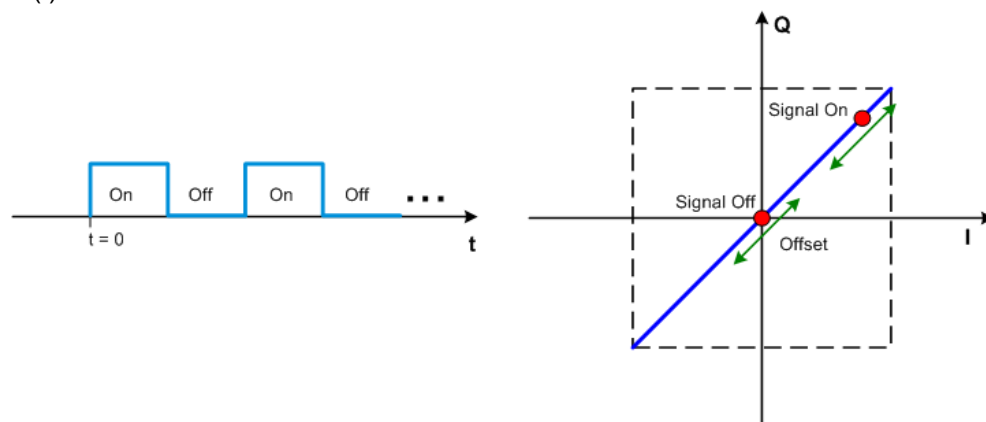 On
Off
On
Off
...
t = 0
t
Q
Signal On
Signal Off
Offset
I